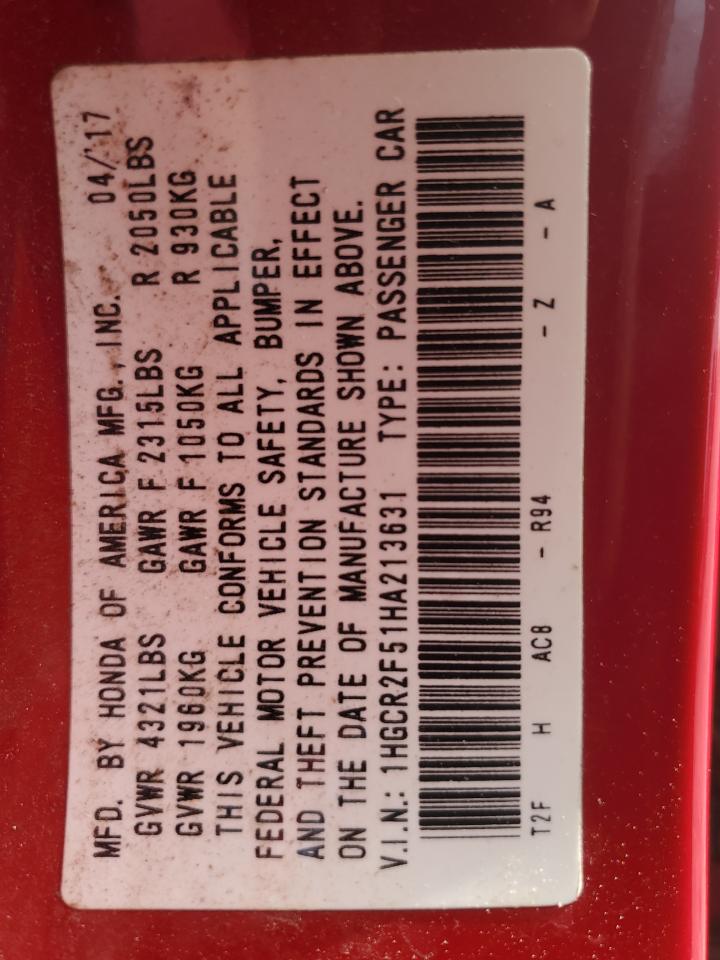 MFD. BY HONDA OF AMERICA MFG., INC. 04/'17
GVWR 4321LBS GAWR F 2315LBS R 2050LBS
GVWR 1960KG GAWR F 1050KG R 930KG
THIS VEHICLE CONFORMS TO ALL APPLICABLE
FEDERAL MOTOR VEHICLE SAFETY, BUMPER,
AND THEFT PREVENTION STANDARDS IN EFFECT
ON THE DATE OF MANUFACTURE SHOWN ABOVE.
V.I.N.: 1HGCR2F51HA213631 TYPE: PASSENGER CAR
T2F H AC8 - R94 - Z - A